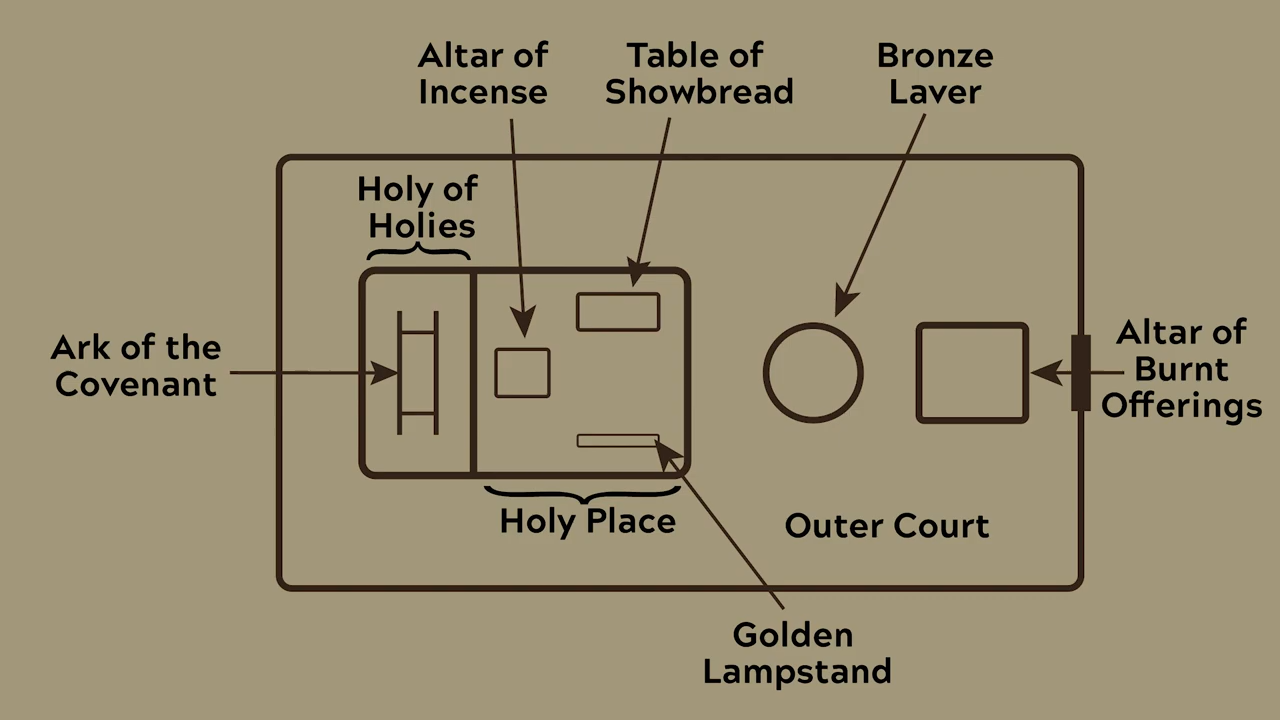 Altar of
Incense
Table of
Showbread
Bronze
Laver
Holy of
Holies
Ark of the
Covenant
Altar of
Burnt
Offerings
Holy Place
Outer Court
Golden
Lampstand